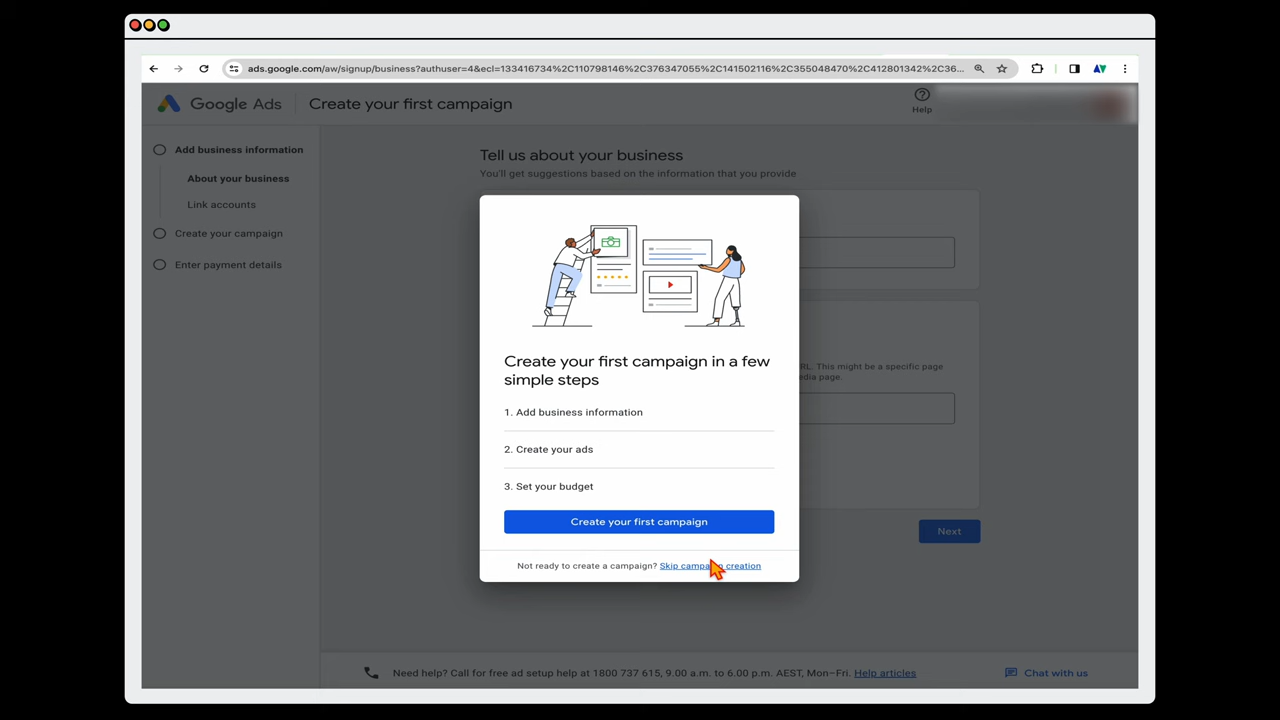 ads.google.com/aw/signup/business?authuser=4&ecl=133416734%2C110798146%2C376347055%2C141502116%2C355048470%2C412801342%2C36...
Google Ads
Create your first campaign
Help
Add business information
About your business
Link accounts
Create your campaign
Enter payment details
Tell us about your business
You'll get suggestions based on the information that you provide
RL. This might be a specific page
edia page.
Create your first campaign in a few
simple steps
1. Add business information
2. Create your ads
3. Set your budget
Create your first campaign
Not ready to create a campaign? Skip campaign creation
Next
Need help? Call for free ad setup help at 1800 737 615, 9.00 a.m. to 6.00 p.m. AEST, Mon–Fri. Help articles
Chat with us